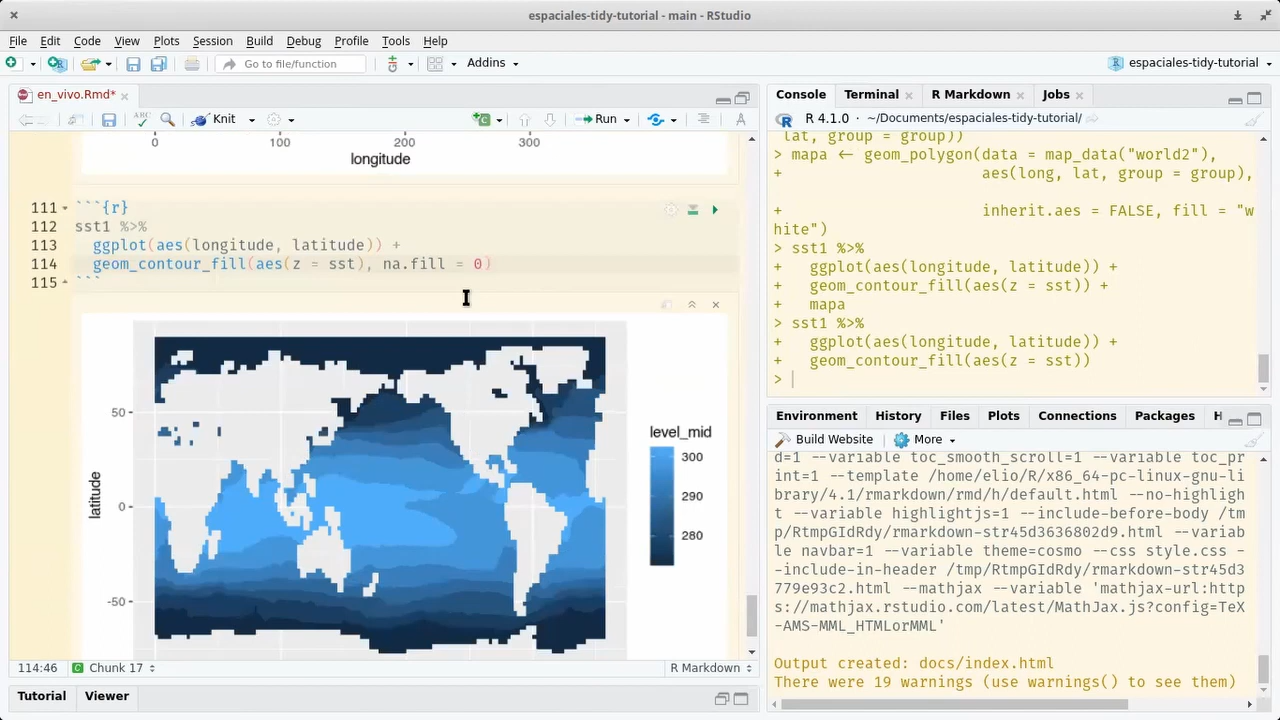 espaciales-tidy-tutorial - main - RStudio
File Edit Code View Plots Session Build Debug Profile Tools Help
Go to file/function
Addins
espaciales-tidy-tutorial
en_vivo.Rmd*
ABC
Knit
Run
0 100 200 300
longitude
111 ```{r}
112 sst1 %>%
113 ggplot(aes(longitude, latitude)) +
114 geom_contour_fill(aes(z = sst), na.fill = 0)
115 ```
50
0
-50
latitude
level_mid
300
290
280
114:46 Chunk 17 R Markdown
Tutorial Viewer
Console Terminal R Markdown Jobs
R 4.1.0 · ~/Documents/espaciales-tidy-tutorial/
lat, group = group))
> mapa <- geom_polygon(data = map_data("world2"),
+ aes(long, lat, group = group),
+ inherit.aes = FALSE, fill = "w
hite")
> sst1 %>%
+ ggplot(aes(longitude, latitude)) +
+ geom_contour_fill(aes(z = sst)) +
+ mapa
> sst1 %>%
+ ggplot(aes(longitude, latitude)) +
+ geom_contour_fill(aes(z = sst))
>
Environment History Files Plots Connections Packages H
Build Website More
d=1 --variable toc_smooth_scroll=1 --variable toc_pr
int=1 --template /home/elio/R/x86_64-pc-linux-gnu-li
brary/4.1/rmarkdown/rmd/h/default.html --no-highligh
t --variable highlightjs=1 --include-before-body /tm
p/RtmpGIdRdy/rmarkdown-str45d3636802d9.html --variab
le navbar=1 --variable theme=cosmo --css style.css -
-include-in-header /tmp/RtmpGIdRdy/rmarkdown-str45d3
779e93c2.html --mathjax --variable 'mathjax-url:http
s://mathjax.rstudio.com/latest/MathJax.js?config=TeX
-AMS-MML_HTMLorMML'
Output created: docs/index.html
There were 19 warnings (use warnings() to see them)